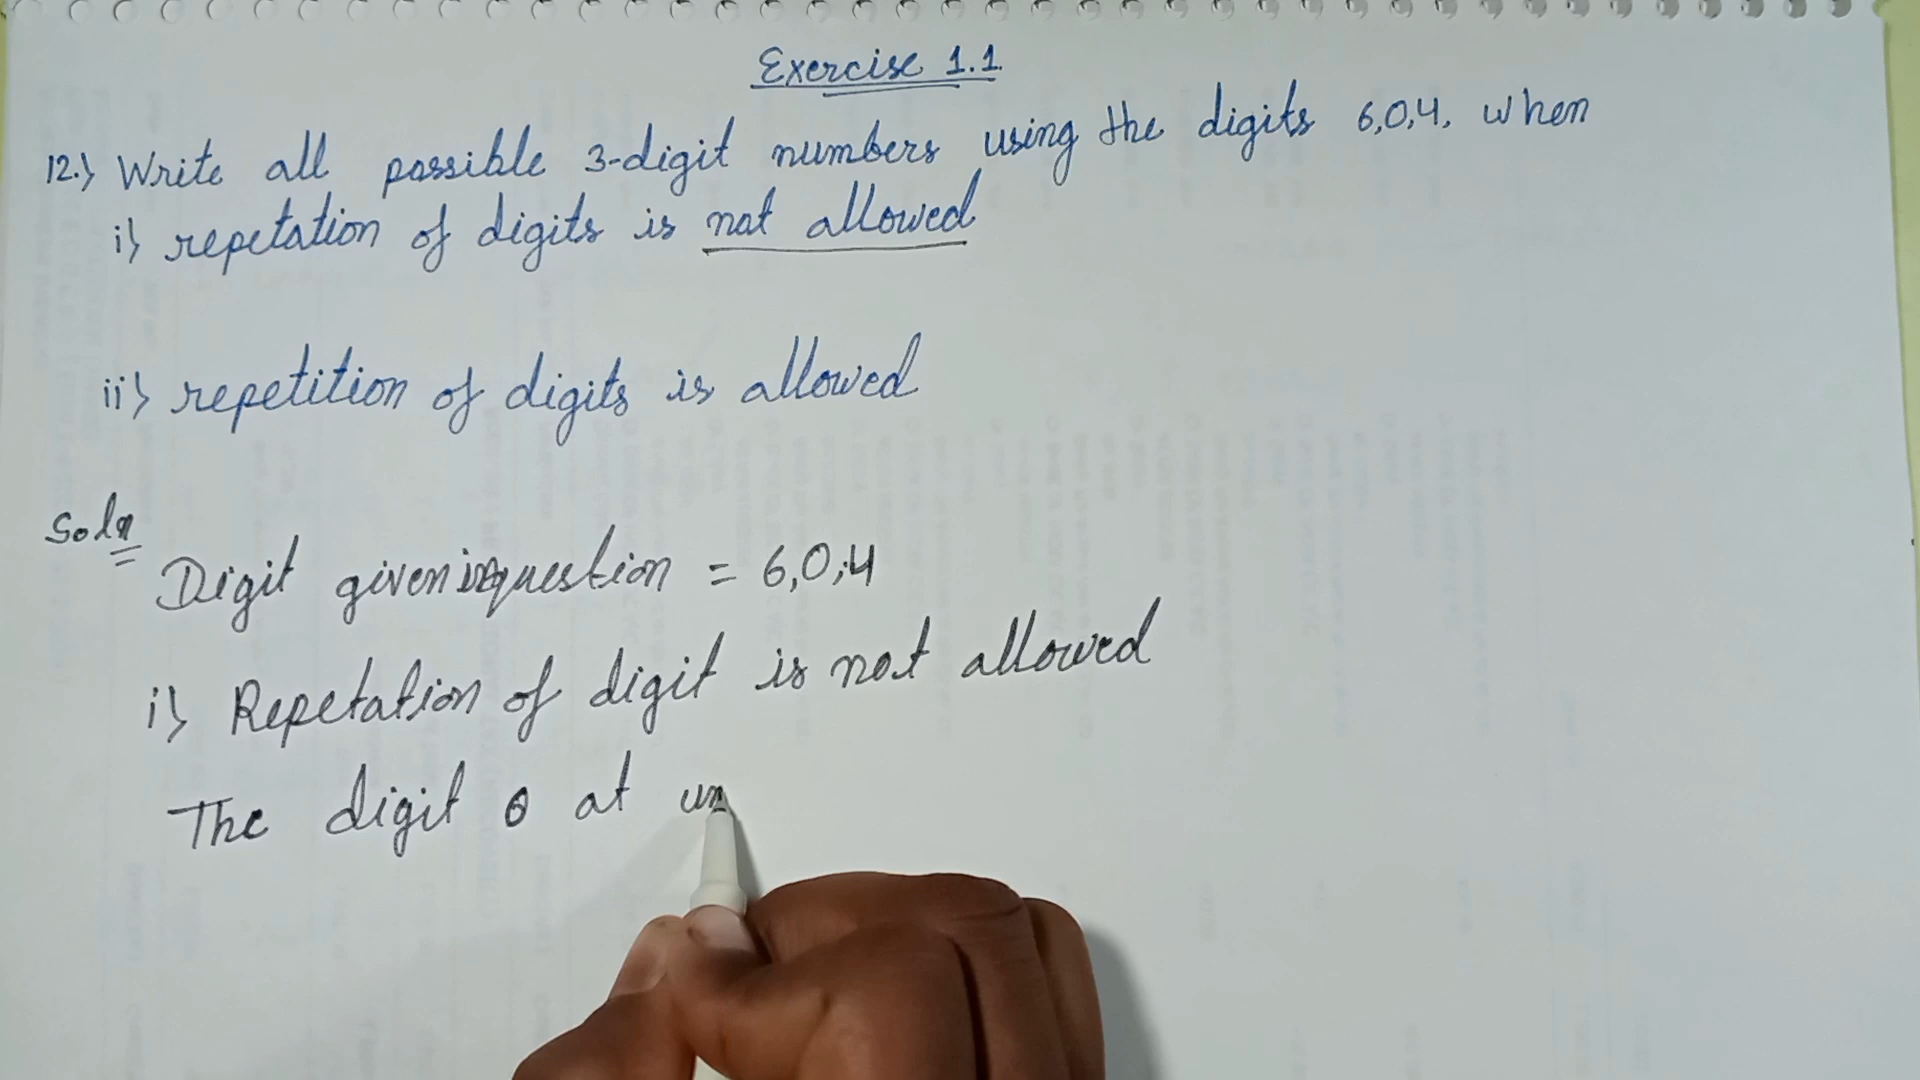 Exercise 1.1
12.) Write all possible 3-digit numbers using the digits 6,0,4, when
i) repetation of digits is not allowed
ii) repetition of digits is allowed
Soln
Digit given in question = 6,0,4
i) Repetation of digit is not allowed
The digit 0 at un